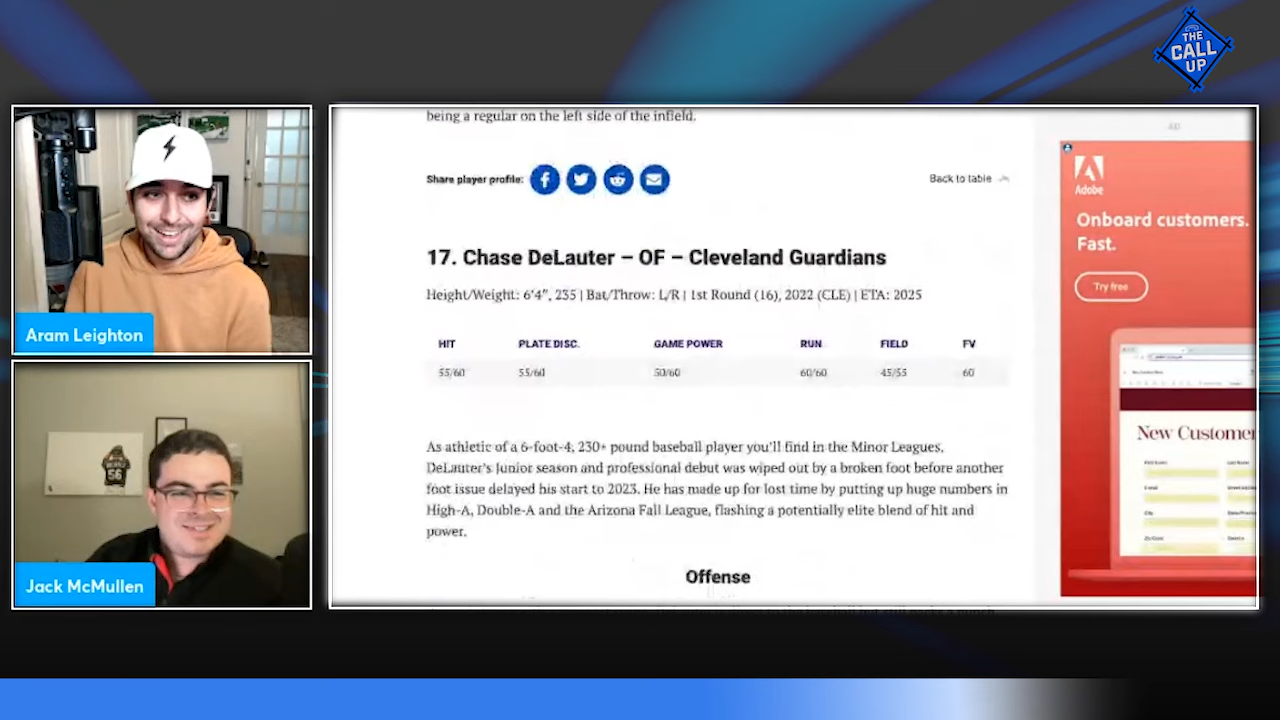 THE
CALL
UP
being a regular on the left side of the infield.
Share player profile:
Back to table
AD
17. Chase DeLauter – OF – Cleveland Guardians
Height/Weight: 6'4", 235 | Bat/Throw: L/R | 1st Round (16), 2022 (CLE) | ETA: 2025
HIT PLATE DISC. GAME POWER RUN FIELD FV
55/60 55/60 50/60 60/60 45/55 60
As athletic of a 6-foot-4, 230+ pound baseball player you'll find in the Minor Leagues,
DeLauter's Junior season and professional debut was wiped out by a broken foot before another
foot issue delayed his start to 2023. He has made up for lost time by putting up huge numbers in
High-A, Double-A and the Arizona Fall League, flashing a potentially elite blend of hit and
power.
Offense
Adobe
Onboard customers.
Fast.
Try free
New Customer
Aram Leighton
56
Jack McMullen